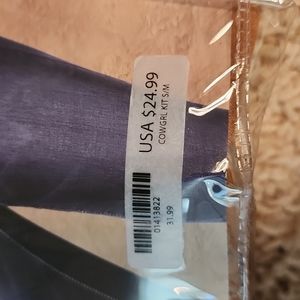 USA $24.99
COWGRL KIT S/M
01413822
31.99